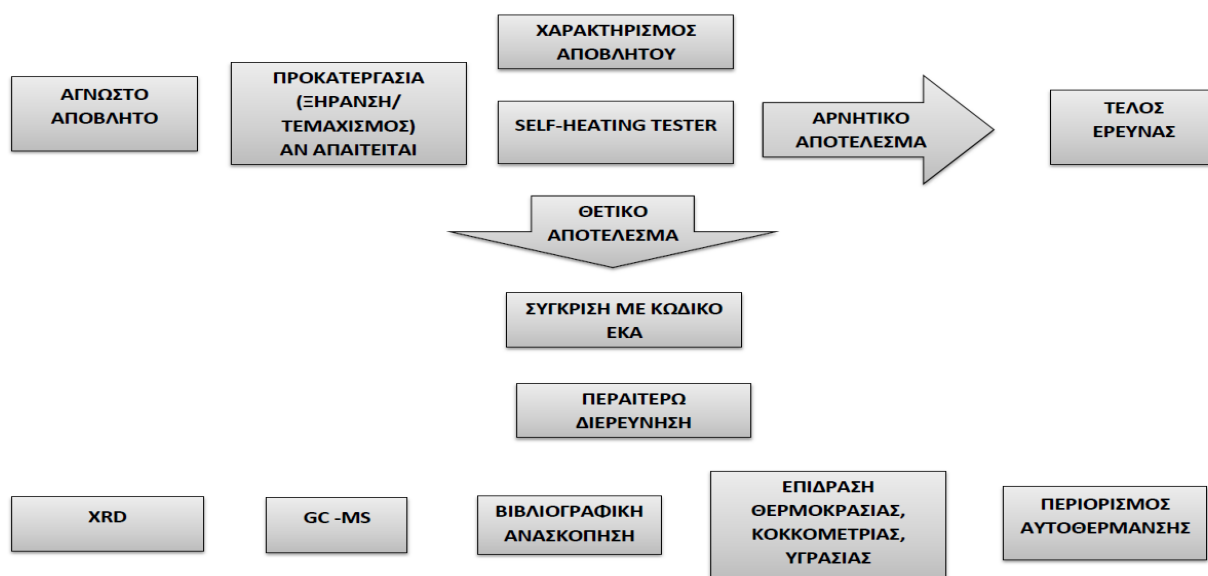 ΑΓΝΩΣΤΟ
ΑΠΟΒΛΗΤΟ
ΠΡΟΚΑΤΕΡΓΑΣΙΑ
(ΞΗΡΑΝΣΗ/
ΤΕΜΑΧΙΣΜΟΣ)
ΑΝ ΑΠΑΙΤΕΙΤΑΙ
ΧΑΡΑΚΤΗΡΙΣΜΟΣ
ΑΠΟΒΛΗΤΟΥ
SELF-HEATING TESTER
ΑΡΝΗΤΙΚΟ
ΑΠΟΤΕΛΕΣΜΑ
ΤΕΛΟΣ
ΕΡΕΥΝΑΣ
ΘΕΤΙΚΟ
ΑΠΟΤΕΛΕΣΜΑ
ΣΥΓΚΡΙΣΗ ΜΕ ΚΩΔΙΚΟ
ΕΚΑ
ΠΕΡΑΙΤΕΡΩ
ΔΙΕΡΕΥΝΗΣΗ
XRD
GC -MS
ΒΙΒΛΙΟΓΡΑΦΙΚΗ
ΑΝΑΣΚΟΠΗΣΗ
ΕΠΙΔΡΑΣΗ
ΘΕΡΜΟΚΡΑΣΙΑΣ,
ΚΟΚΚΟΜΕΤΡΙΑΣ,
ΥΓΡΑΣΙΑΣ
ΠΕΡΙΟΡΙΣΜΟΣ
ΑΥΤΟΘΕΡΜΑΝΣΗΣ